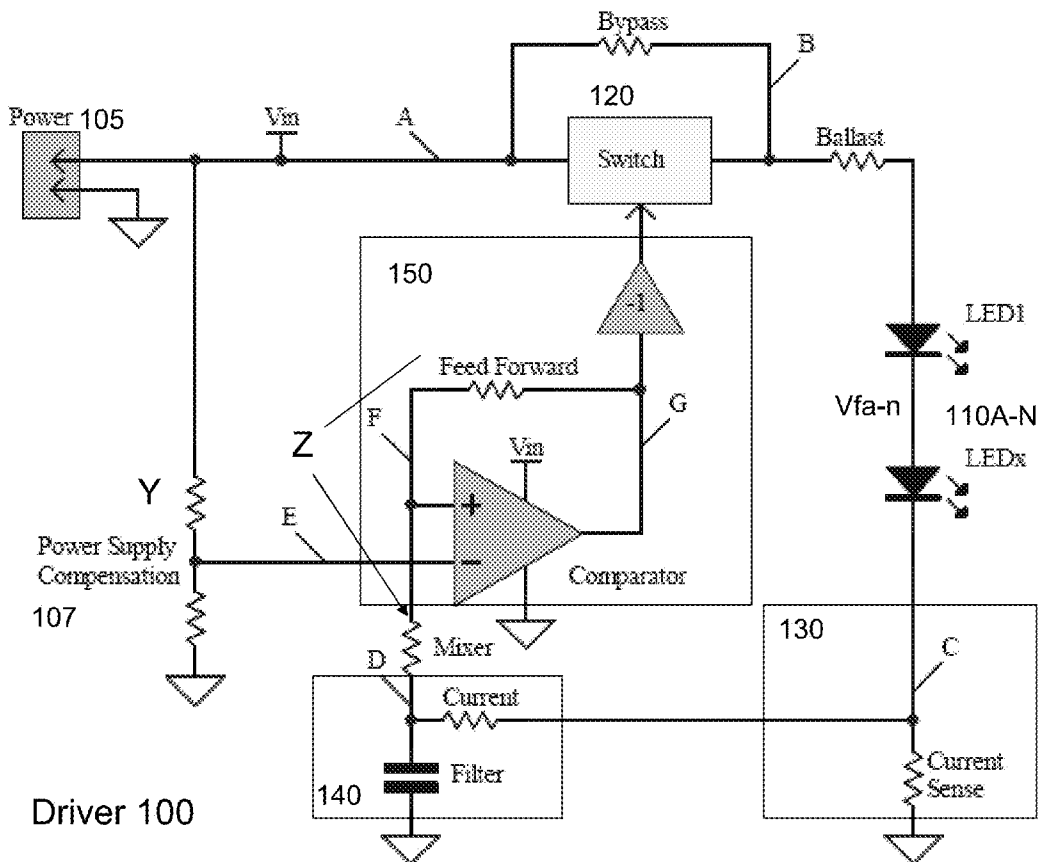 Bypass
B
120
Power 105
Vin
A
Switch
Ballast
150
-1
LED1
Feed Forward
Vfa-n
110A-N
F
G
Z
Vin
LEDx
Y
+
E
Power Supply
Compensation
−
Comparator
107
130
Mixer
D
Current
C
Filter
Current
Sense
140
Driver 100